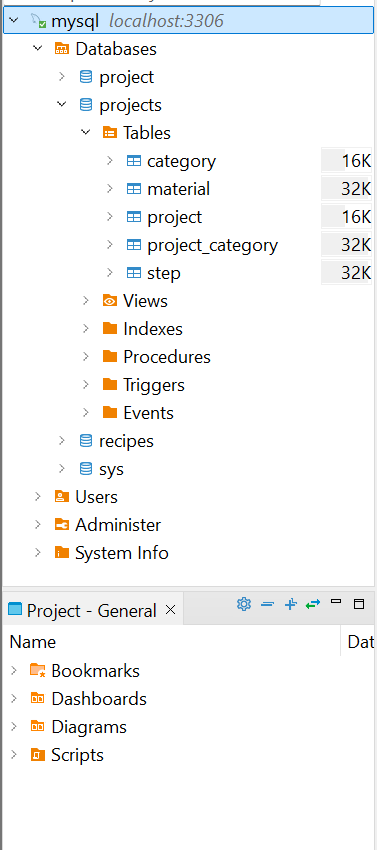 mysql localhost:3306
Databases
project
projects
Tables
category 16K
material 32K
project 16K
project_category 32K
step 32K
Views
Indexes
Procedures
Triggers
Events
recipes
sys
Users
Administer
System Info
Project - General
Name Dat
Bookmarks
Dashboards
Diagrams
Scripts